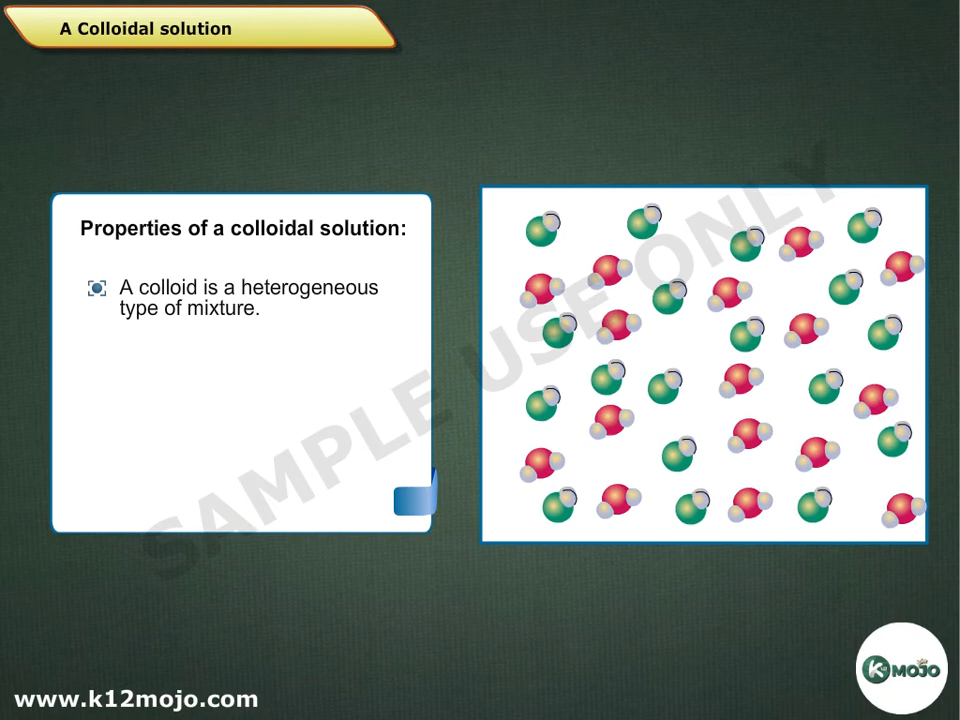 A Colloidal solution
Properties of a colloidal solution:
A colloid is a heterogeneous
type of mixture.
SAMPLE USE ONLY
K12 MOJO
www.k12mojo.com